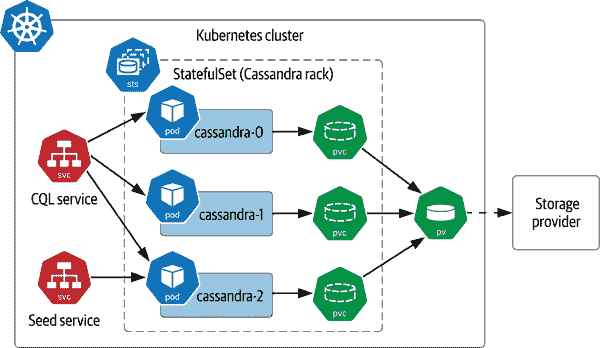 Kubernetes cluster
sts
StatefulSet (Cassandra rack)
pod
cassandra-0
pvc
svc
CQL service
pod
cassandra-1
pvc
pv
Storage
provider
svc
Seed service
pod
cassandra-2
pvc